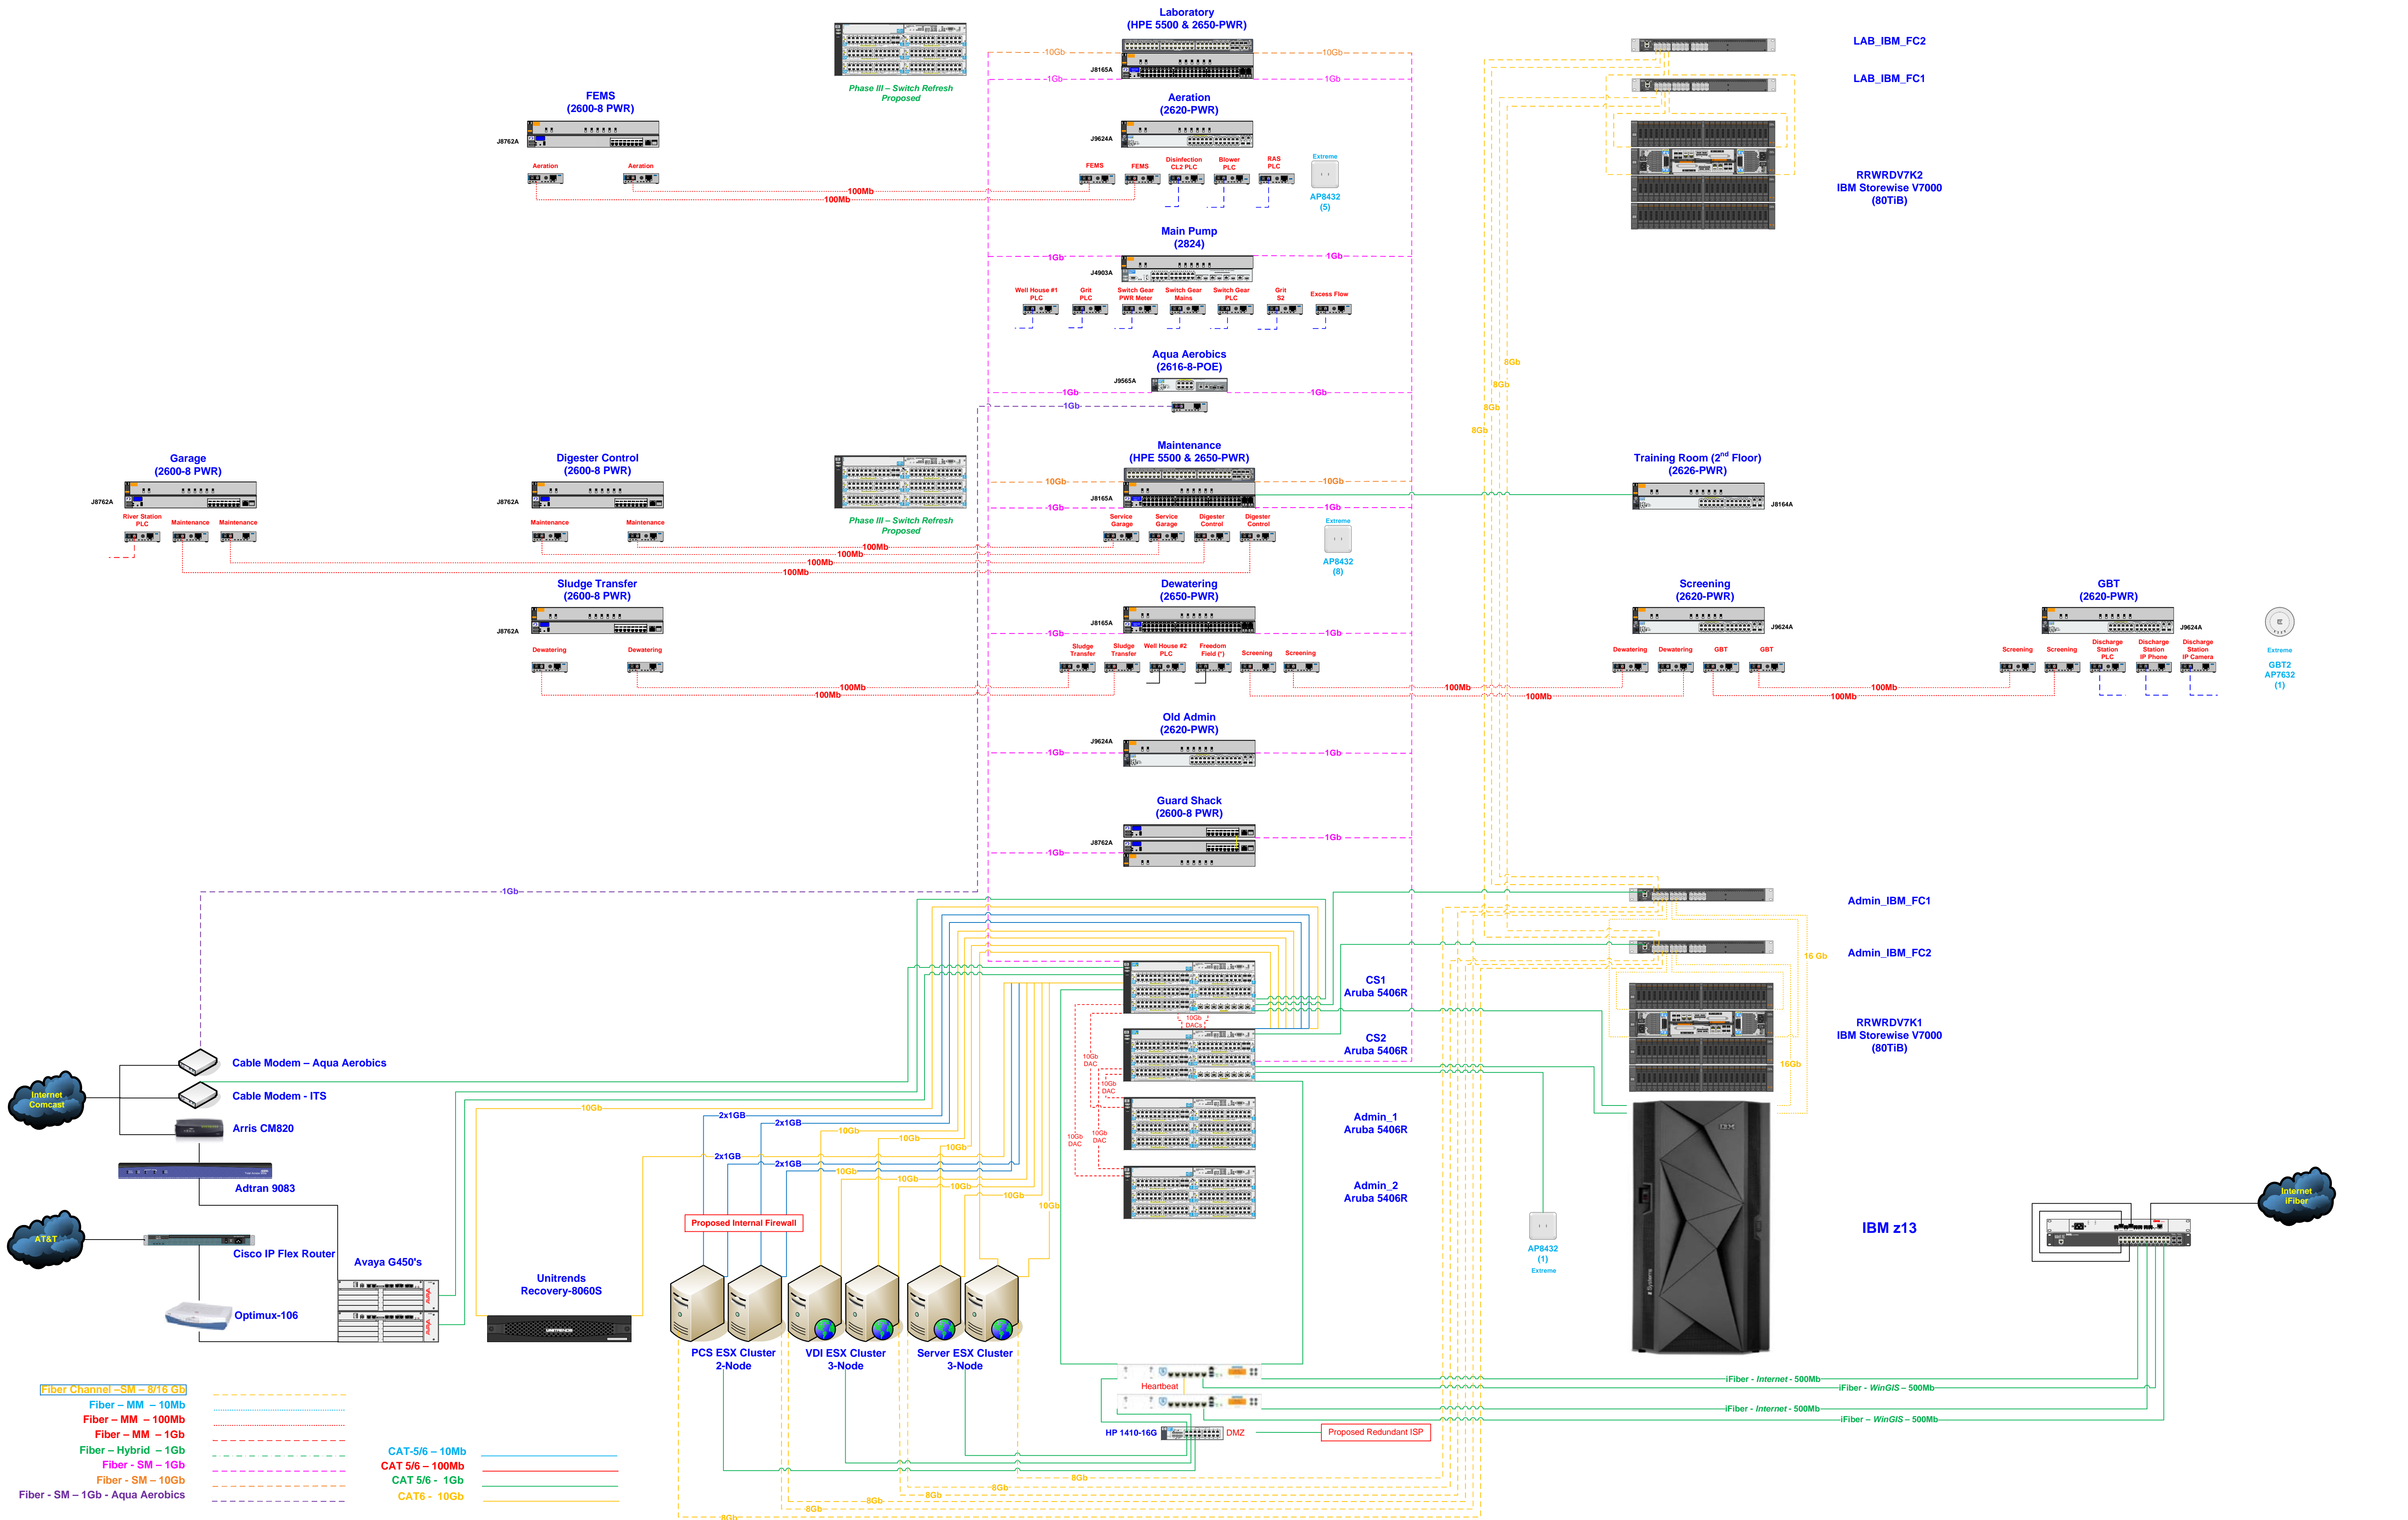 Laboratory
(HPE 5500 & 2650-PWR)
10Gb
10Gb
J8165A
1Gb
1Gb
Phase III – Switch Refresh
Proposed
LAB_IBM_FC2
LAB_IBM_FC1
FEMS
(2600-8 PWR)
J8762A
Aeration
Aeration
Aeration
(2620-PWR)
J9624A
FEMS
FEMS
Disinfection
CL2 PLC
Blower
PLC
RAS
PLC
Extreme
AP8432
(5)
100Mb
100Mb
RRWRDV7K2
IBM Storewise V7000
(80TiB)
Main Pump
(2824)
1Gb
1Gb
J4903A
Well House #1
PLC
Grit
PLC
Switch Gear
PWR Meter
Switch Gear
Mains
Switch Gear
PLC
Grit
S2
Excess Flow
Aqua Aerobics
(2616-8-POE)
J9565A
1Gb
1Gb
1Gb
8Gb
8Gb
8Gb
8Gb
Garage
(2600-8 PWR)
J8762A
River Station
PLC
Maintenance
Maintenance
Digester Control
(2600-8 PWR)
J8762A
Maintenance
Maintenance
Phase III – Switch Refresh
Proposed
Maintenance
(HPE 5500 & 2650-PWR)
10Gb
10Gb
J8165A
1Gb
1Gb
Service
Garage
Service
Garage
Digester
Control
Digester
Control
Extreme
AP8432
(8)
100Mb
100Mb
100Mb
100Mb
Training Room (2nd Floor)
(2626-PWR)
J8164A
Sludge Transfer
(2600-8 PWR)
J8762A
Dewatering
Dewatering
Dewatering
(2650-PWR)
J8165A
1Gb
1Gb
Sludge
Transfer
Sludge
Transfer
Well House #2
PLC
Freedom
Field (*)
Screening
Screening
100Mb
100Mb
Screening
(2620-PWR)
J9624A
Dewatering
Dewatering
GBT
GBT
100Mb
100Mb
GBT
(2620-PWR)
J9624A
Screening
Screening
Discharge
Station
PLC
Discharge
Station
IP Phone
Discharge
Station
IP Camera
100Mb
100Mb
Extreme
GBT2
AP7632
(1)
Old Admin
(2620-PWR)
J9624A
1Gb
1Gb
Guard Shack
(2600-8 PWR)
1Gb
J8762A
1Gb
1Gb
Admin_IBM_FC1
Admin_IBM_FC2
16 Gb
CS1
Aruba 5406R
10Gb
DACs
CS2
Aruba 5406R
10Gb
DAC
10Gb
DAC
Admin_1
Aruba 5406R
10Gb
DAC
10Gb
DAC
Admin_2
Aruba 5406R
RRWRDV7K1
IBM Storewise V7000
(80TiB)
16Gb
Cable Modem – Aqua Aerobics
Internet
Comcast
Cable Modem - ITS
Arris CM820
Adtran 9083
AT&T
Cisco IP Flex Router
Avaya G450's
AVAYA
AVAYA
Optimux-106
10Gb
2x1GB
2x1GB
10Gb
10Gb
10Gb
2x1GB
2x1GB
10Gb
10Gb
10Gb
10Gb
10Gb
Proposed Internal Firewall
Unitrends
Recovery-8060S
UNITRENDS
PCS ESX Cluster
2-Node
VDI ESX Cluster
3-Node
Server ESX Cluster
3-Node
IBM
z Systems
IBM z13
AP8432
(1)
Extreme
Internet
iFiber
Heartbeat
iFiber - Internet - 500Mb
iFiber - WinGIS – 500Mb
iFiber - Internet - 500Mb
iFiber – WinGIS – 500Mb
HP 1410-16G
DMZ
Proposed Redundant ISP
8Gb
8Gb
8Gb
8Gb
8Gb
8Gb
Fiber Channel –SM – 8/16 Gb
Fiber – MM – 10Mb
Fiber – MM – 100Mb
Fiber – MM – 1Gb
Fiber – Hybrid – 1Gb
Fiber - SM – 1Gb
Fiber - SM – 10Gb
Fiber - SM – 1Gb - Aqua Aerobics
CAT-5/6 – 10Mb
CAT 5/6 – 100Mb
CAT 5/6 - 1Gb
CAT6 - 10Gb